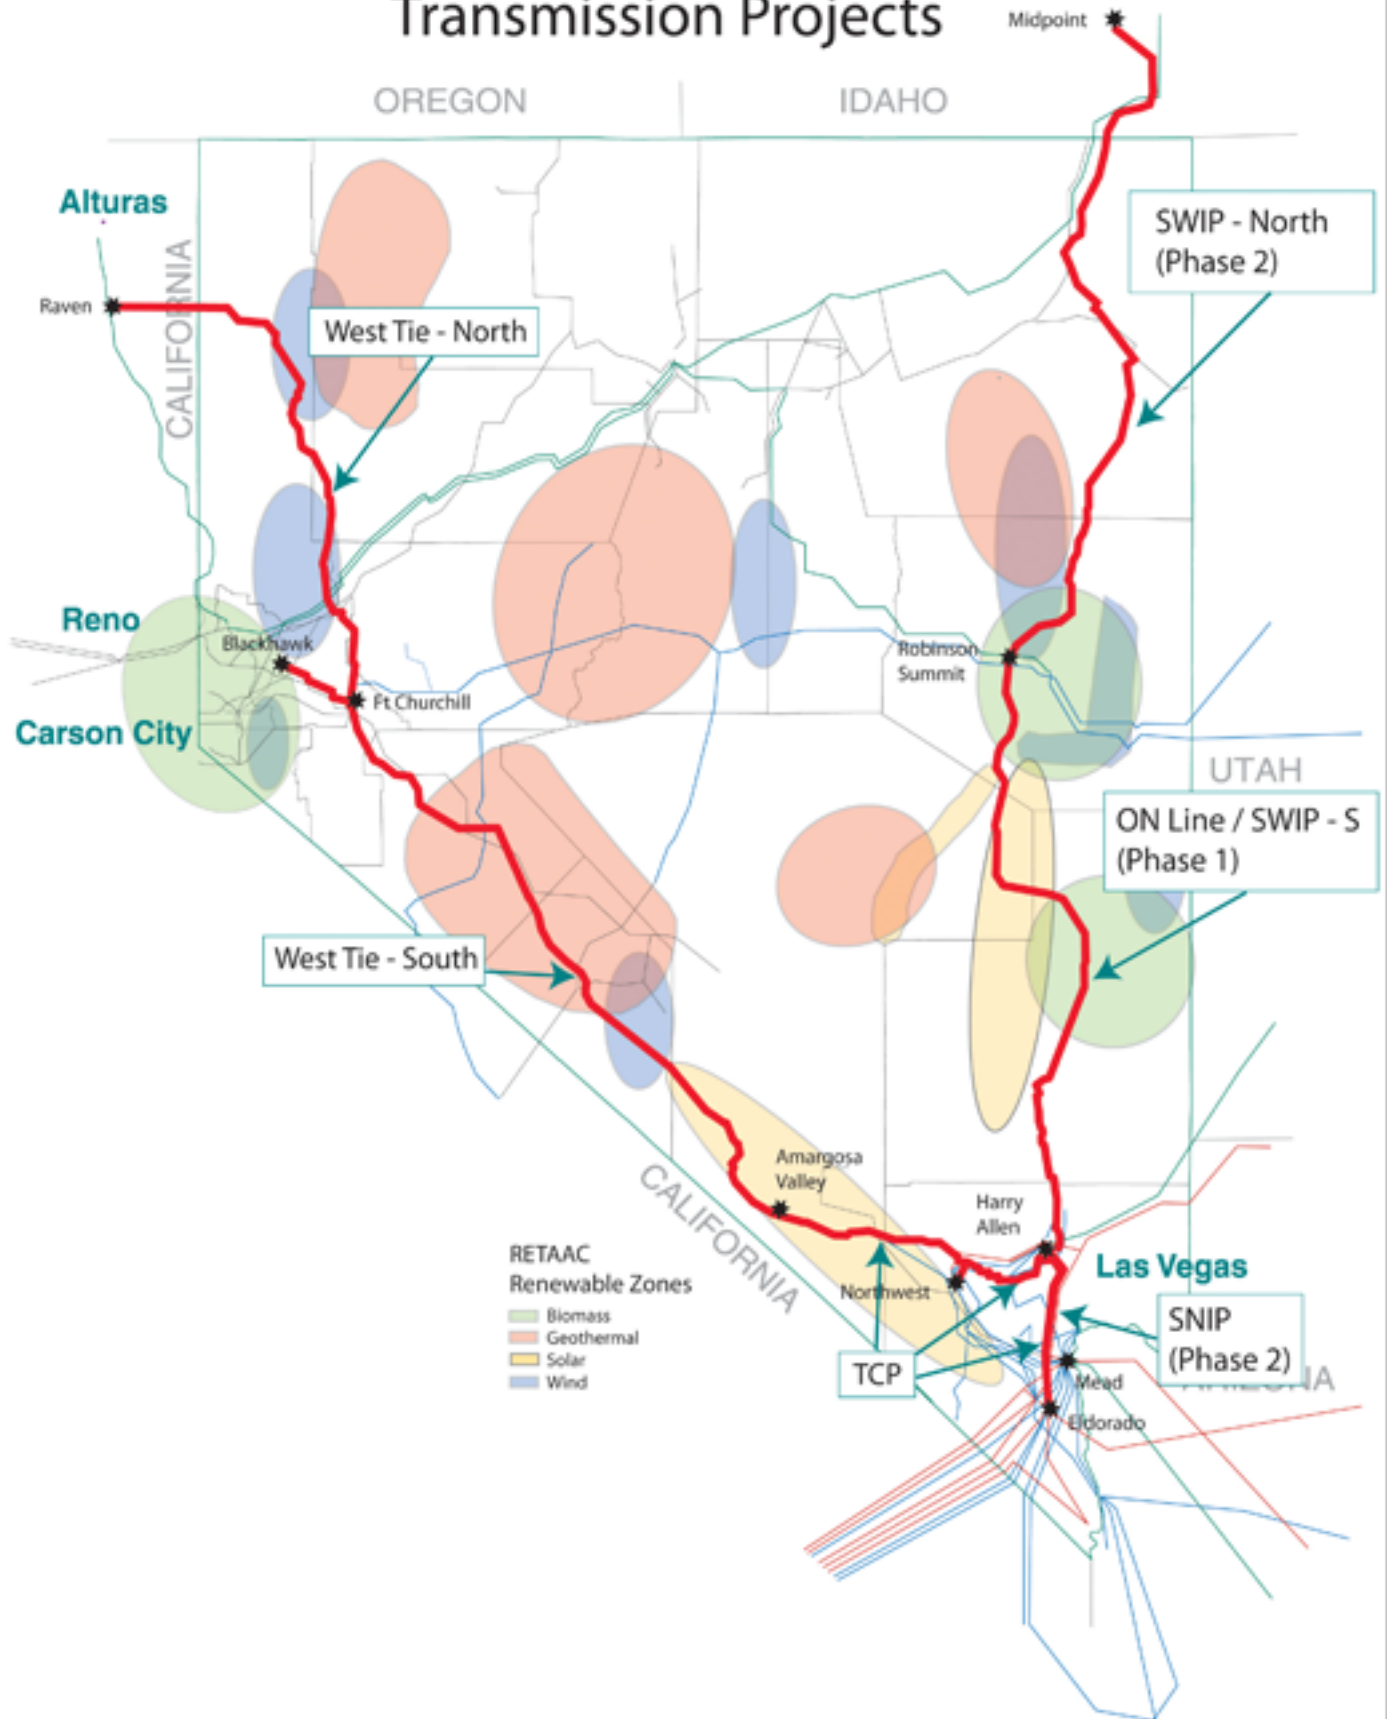 Transmission Projects
Midpoint
OREGON
IDAHO
Alturas
SWIP - North
(Phase 2)
CALIFORNIA
Raven
West Tie - North
Reno
Blackhawk
Robinson
Summit
Ft Churchill
Carson City
UTAH
ON Line / SWIP - S
(Phase 1)
West Tie - South
Amargosa
Valley
CALIFORNIA
Harry
Allen
RETAAC
Renewable Zones
Biomass
Geothermal
Solar
Wind
Las Vegas
Northwest
SNIP
(Phase 2)
TCP
Mead
Eldorado